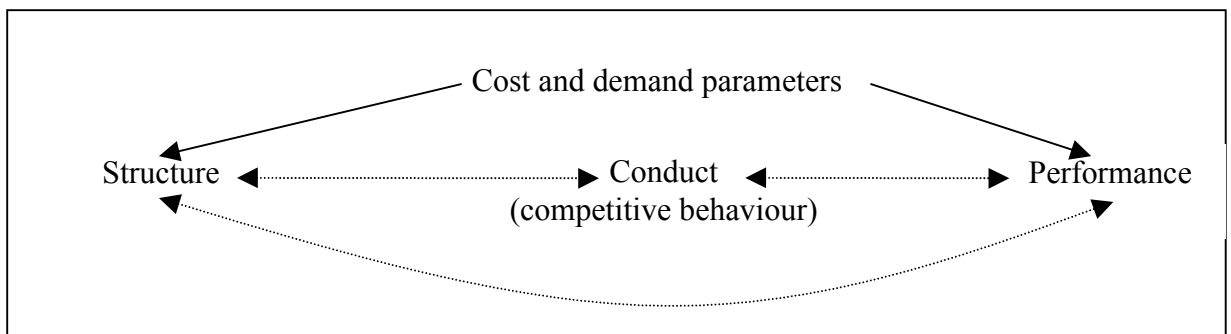 Cost and demand parameters
Structure Conduct Performance
(competitive behaviour)